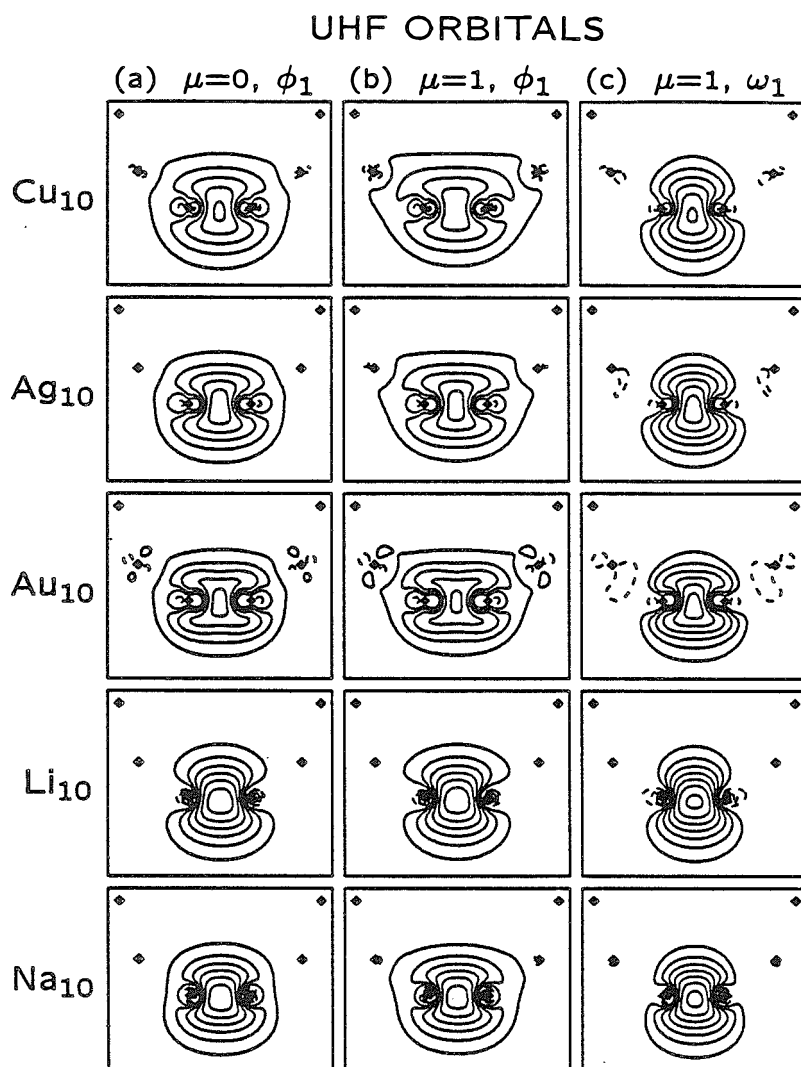 UHF ORBITALS
(a) μ=0, ϕ₁ (b) μ=1, ϕ₁ (c) μ=1, ω₁
Cu₁₀
Ag₁₀
Au₁₀
Li₁₀
Na₁₀